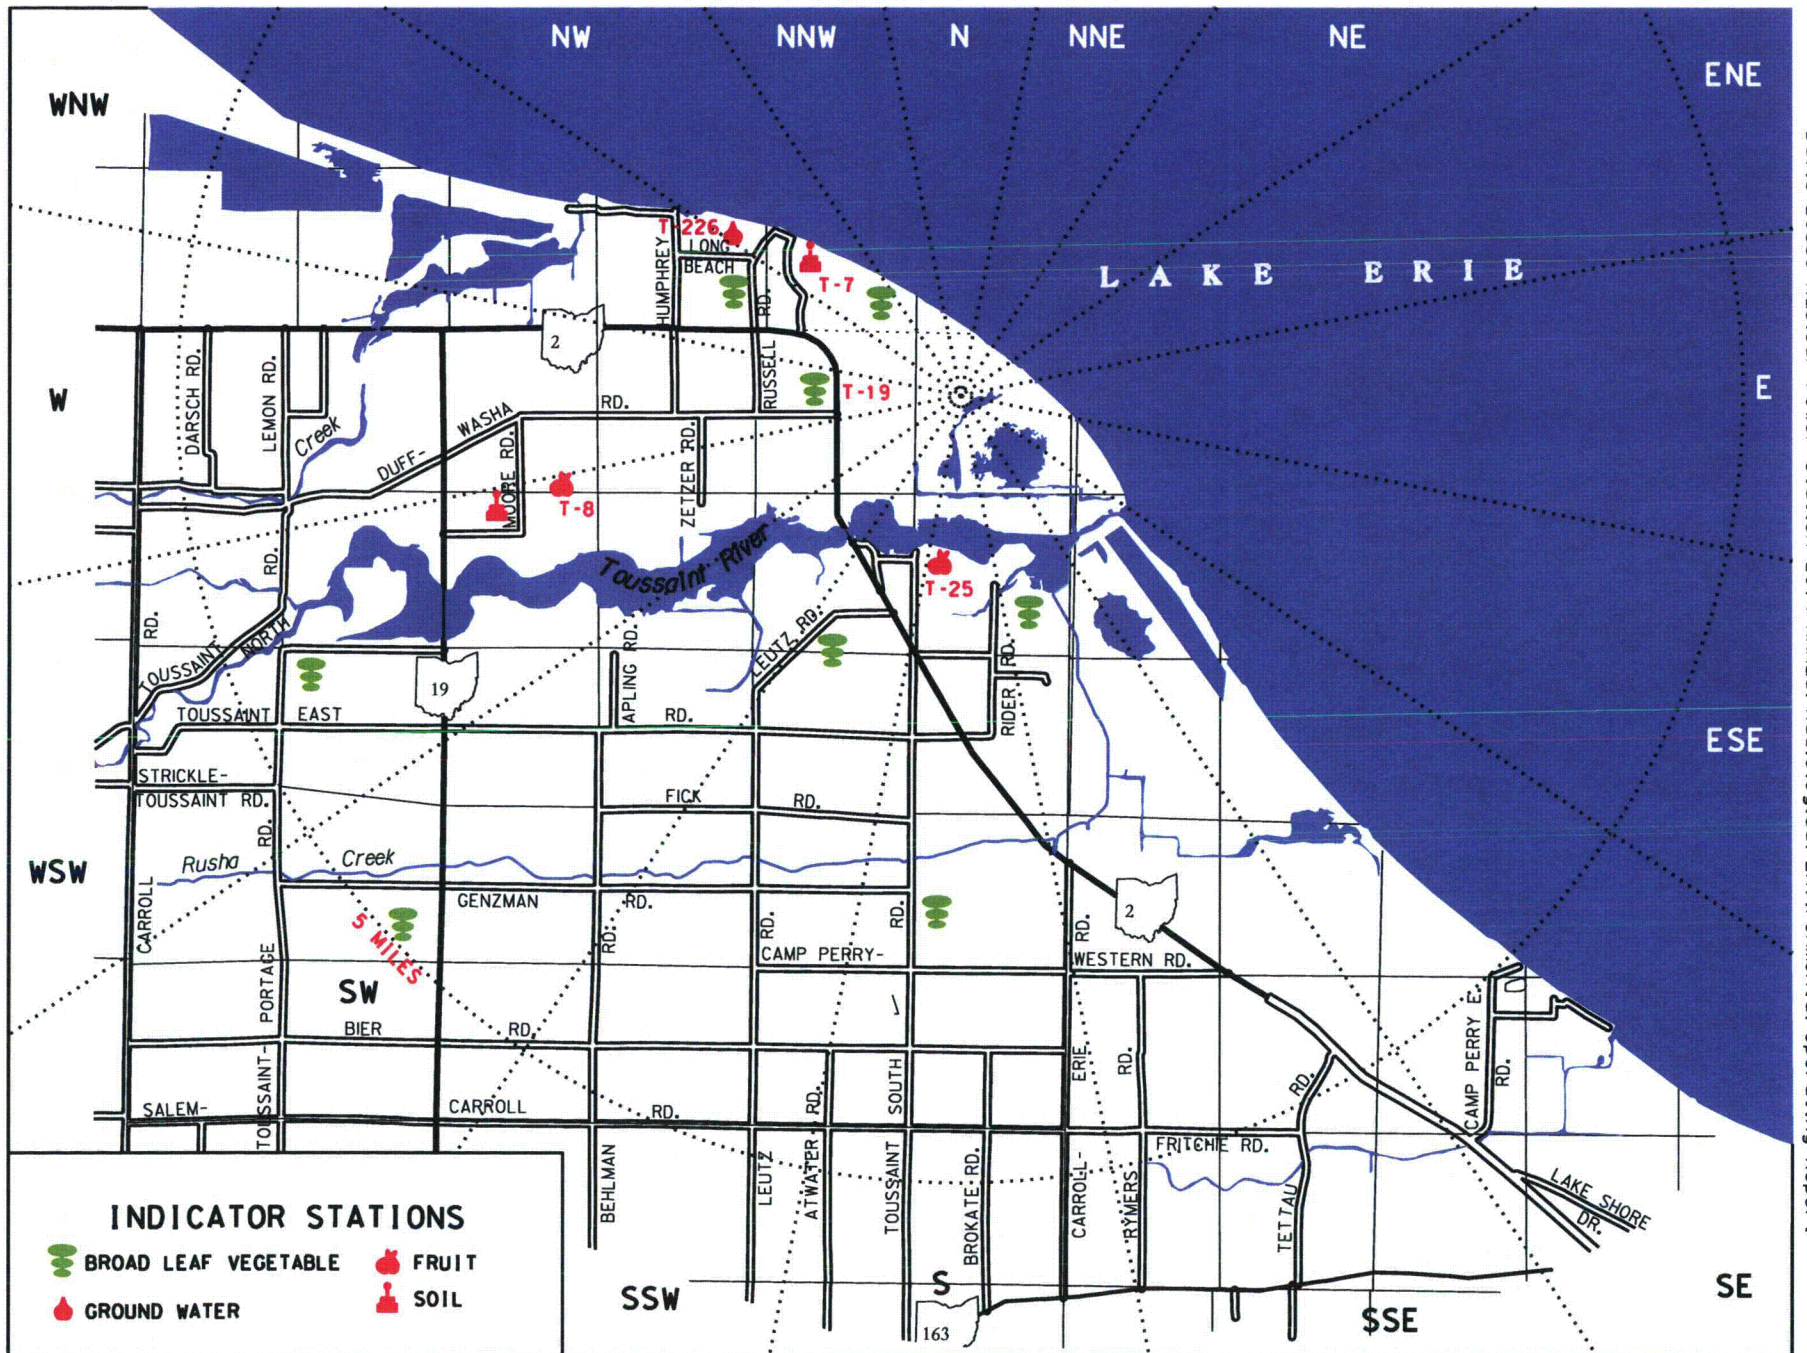 NW
NNW
N
NNE
NE
ENE
WNW
T-226
LONG
BEACH
HUMPHREY
RD.
T-7
LAKE ERIE
2
DARSCH RD.
LEMON RD.
Creek
W
E
DUFF-
WASHA
RD.
RUSSELL
T-19
MOORE RD.
T-8
ZETZER RD.
Toussaint River
T-25
RD.
RD.
TOUSSAINT
NORTH
LEUTZ RD.
APLING RD.
RD.
RIDER
19
TOUSSAINT
EAST
RD.
ESE
STRICKLE-
TOUSSAINT RD.
FICK
RD.
RD.
Rusha
Creek
WSW
CARROLL
GENZMAN
RD.
2
5 MILES
RD.
RD.
RD.
RD.
CAMP PERRY-
WESTERN RD.
PORTAGE
SW
BIER
RD.
CAMP PERRY E.
RD.
TOUSSAINT-
SOUTH
ERIE
RD.
RD.
SALEM-
CARROLL
RD.
ATWATER RD.
FRITCHIE RD.
BEHLMAN
LEUTZ
TOUSSAINT
BROKATE RD.
CARROLL-
RYMERS
TETTAU
LAKE SHORE
DR.
INDICATOR STATIONS
BROAD LEAF VEGETABLE
FRUIT
GROUND WATER
SOIL
SSW
S
163
SSE
SE